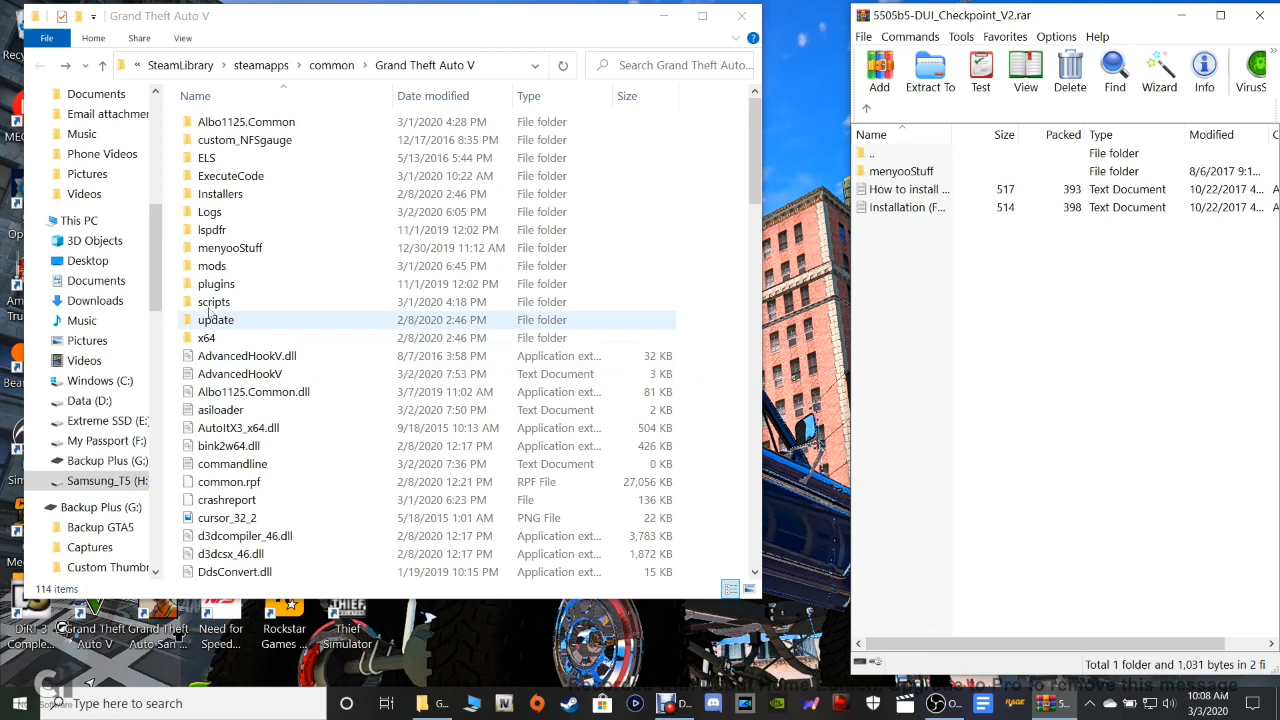 Grand Theft Auto V
File Home Share View
« SteamLibrary steamapps common Grand Theft Auto V
Search Grand Theft Auto...
Documents
Email attachmen
Music
Phone Videos
Pictures
Videos
This PC
3D Objects
Desktop
Documents
Downloads
Music
Pictures
Videos
Windows (C:)
Data (D:)
Extreme SSD (E:
My Passport (F:)
Backup Plus (G:)
Samsung_T5 (H:
Backup Plus (G:)
Backup GTA5
Captures
Custom Thumbn
Name Date modified Type Size
Albo1125.Common 3/1/2020 4:28 PM File folder
custom_NFSgauge 12/17/2016 8:35 PM File folder
ELS 5/13/2016 5:44 PM File folder
ExecuteCode 3/1/2020 10:22 AM File folder
Installers 2/8/2020 2:46 PM File folder
Logs 3/2/2020 6:05 PM File folder
lspdfr 11/1/2019 12:02 PM File folder
menyooStuff 12/30/2019 11:12 AM File folder
mods 3/1/2020 6:45 PM File folder
plugins 11/1/2019 12:02 PM File folder
scripts 3/1/2020 4:18 PM File folder
update 2/8/2020 2:46 PM File folder
x64 2/8/2020 2:46 PM File folder
AdvancedHookV.dll 8/7/2016 3:58 PM Application ext... 32 KB
AdvancedHookV 3/2/2020 7:53 PM Text Document 3 KB
Albo1125.Common.dll 3/7/2019 11:02 AM Application ext... 81 KB
asiloader 3/2/2020 7:50 PM Text Document 2 KB
AutoItX3_x64.dll 9/18/2015 10:13 AM Application ext... 504 KB
bink2w64.dll 2/8/2020 12:17 PM Application ext... 426 KB
commandline 3/2/2020 7:36 PM Text Document 0 KB
common.rpf 2/8/2020 12:21 PM RPF File 27,056 KB
crashreport 3/1/2020 6:23 PM File 136 KB
cursor_32_2 5/18/2015 1:01 AM PNG File 22 KB
d3dcompiler_46.dll 2/8/2020 12:17 PM Application ext... 3,783 KB
d3dcsx_46.dll 2/8/2020 12:17 PM Application ext... 1,872 KB
DdsConvert.dll 1/19/2019 10:15 PM Application ext... 15 KB
114 items
5505b5-DUI_Checkpoint_V2.rar
File Commands Tools Favorites Options Help
Add Extract To Test View Delete Find Wizard Info VirusS
Name Size Packed Type Modified C
.. File folder
menyooStuff File folder 8/6/2017 9:1...
How to install ... 517 393 Text Document 10/22/2017 4... A
Installation (F... 514 398 Text Document 10/22/2017 4... A
Total 1 folder and 1,031 bytes in 2 fi
DiRT 3 Comple...
Grand Theft Auto V
Grand Theft Auto San ...
Need for Speed...
Rockstar Games ...
Thief Simulator
Type here to search
to Pro to remove this message
10:08 AM
3/3/2020